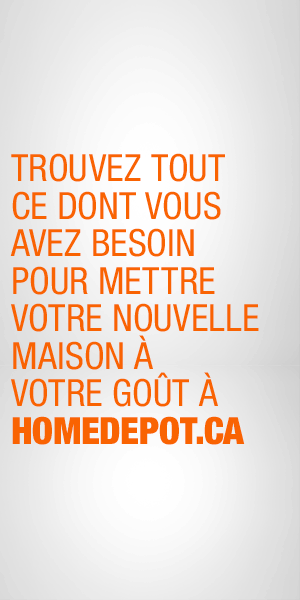 TROUVEZ TOUT
CE DONT VOUS
AVEZ BESOIN
POUR METTRE
VOTRE NOUVELLE
MAISON À
VOTRE GOÛT À
HOMEDEPOT.CA